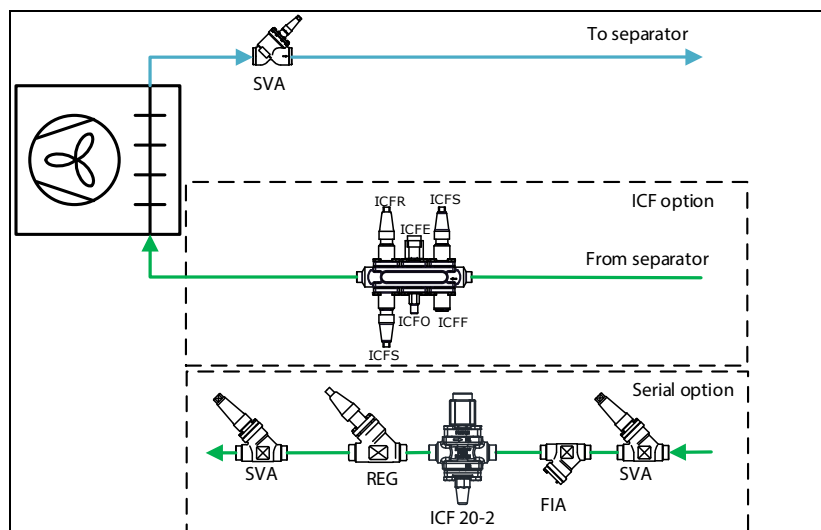 To separator
SVA
ICF option
ICFR
ICFS
ICFE
From separator
ICFO
ICFF
ICFS
Serial option
SVA
REG
ICF 20-2
FIA
SVA